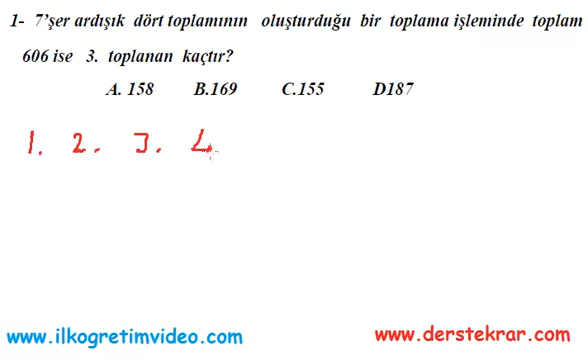 1- 7’şer ardışık dört toplamının oluşturduğu bir toplama işleminde toplam
606 ise 3. toplanan kaçtır?
A. 158 B.169 C.155 D187
1. 2. 3. 4
www.ilkogretimvideo.com www.derstekrar.com